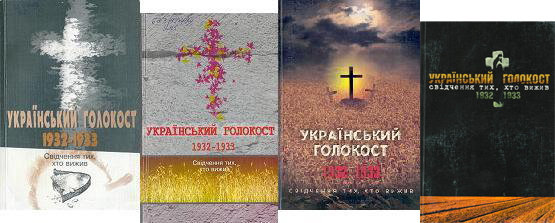 УКРАЇНСЬКИЙ ГОЛОКОСТ
1932-1933
Свідчення тих,
хто вижив
УКРАЇНСЬКИЙ ГОЛОКОСТ
1932-1933
Свідчення тих,
хто вижив
УКРАЇНСЬКИЙ
ГОЛОКОСТ
1932-1933
СВІДЧЕННЯ ТИХ, ХТО ВИЖИВ
УКРАЇНСЬКИЙ ГОЛОКОСТ
свідчення тих, хто вижив
1932 1933